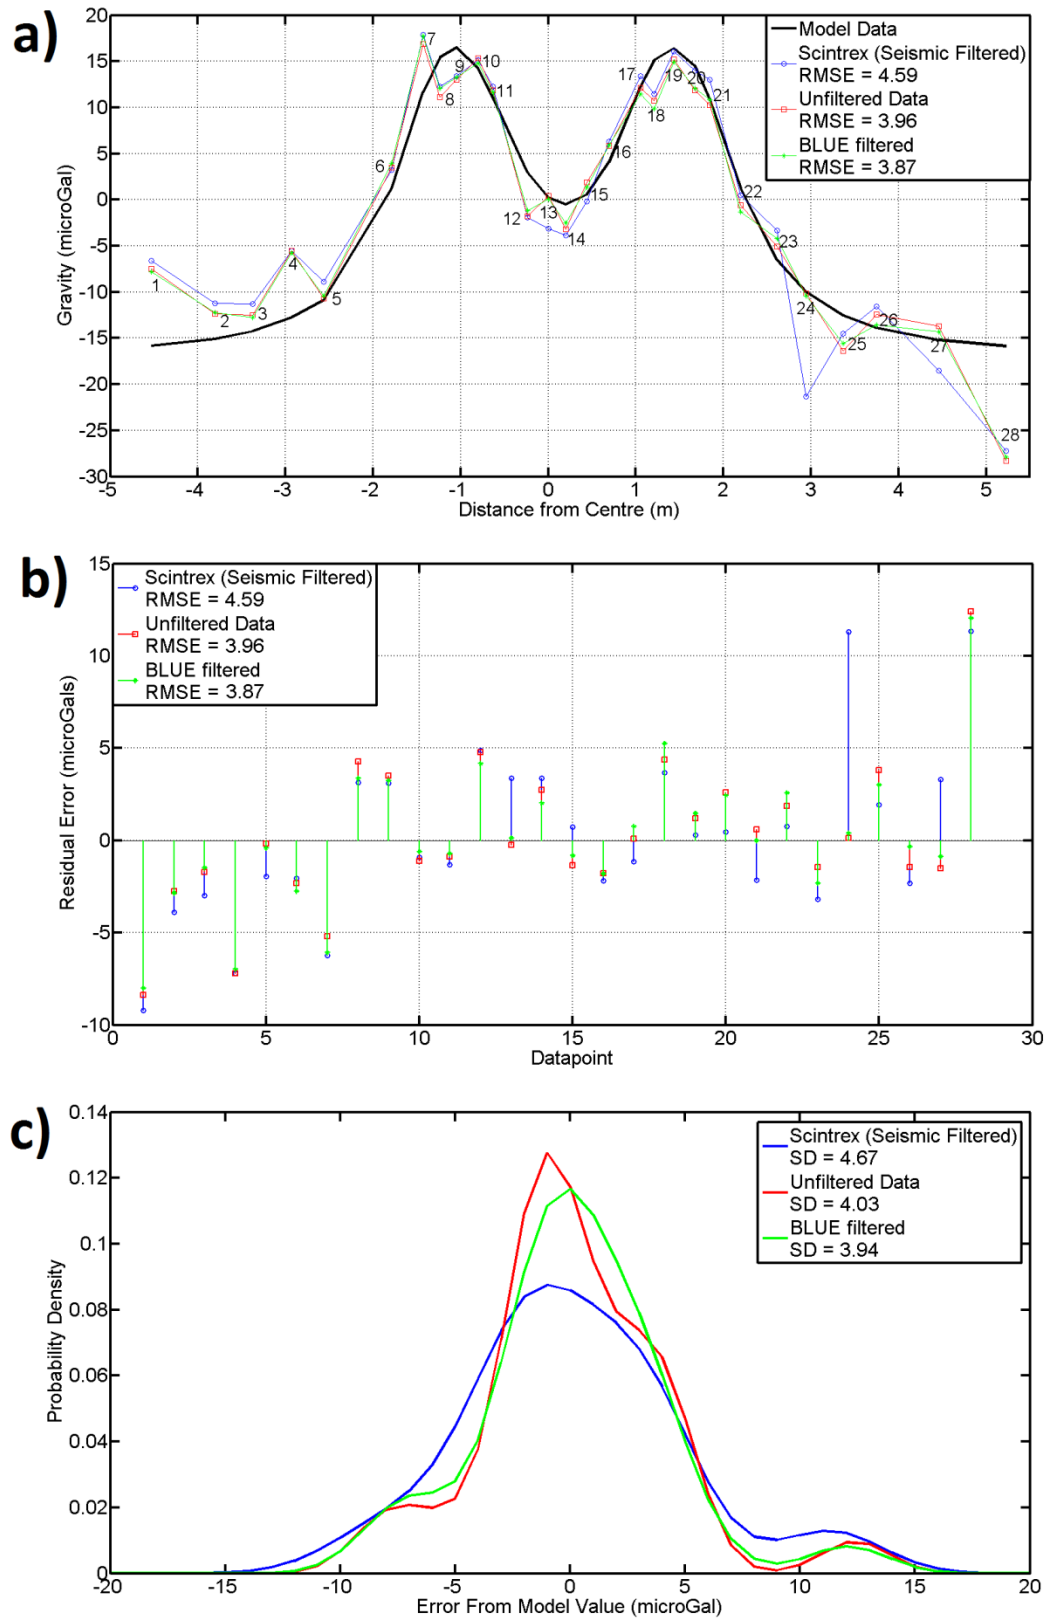 a)
Model Data
Scintrex (Seismic Filtered)
RMSE = 4.59
Unfiltered Data
RMSE = 3.96
BLUE filtered
RMSE = 3.87
20
15
10
5
0
-5
-10
-15
-20
-25
-30
Gravity (microGal)
1
2
3
4
5
6
7
8
9
10
11
12
13
14
15
16
17
18
19
20
21
22
23
24
25
26
27
28
-5 -4 -3 -2 -1 0 1 2 3 4 5
Distance from Centre (m)
b)
Scintrex (Seismic Filtered)
RMSE = 4.59
Unfiltered Data
RMSE = 3.96
BLUE filtered
RMSE = 3.87
15
10
5
0
-5
-10
Residual Error (microGals)
0 5 10 15 20 25 30
Datapoint
c)
Scintrex (Seismic Filtered)
SD = 4.67
Unfiltered Data
SD = 4.03
BLUE filtered
SD = 3.94
0.14
0.12
0.1
0.08
0.06
0.04
0.02
0
Probability Density
-20 -15 -10 -5 0 5 10 15 20
Error From Model Value (microGal)